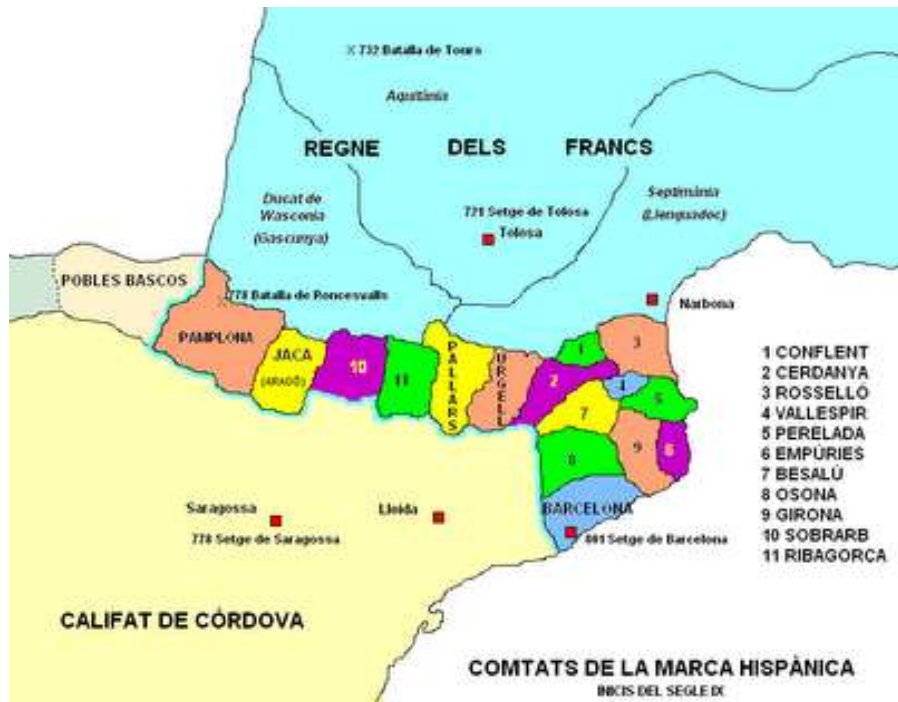 X 732 Batalla de Tours
Aquitània
REGNE DELS FRANCS
Ducat de
Wasconia
(Gascunya)
Septimània
(Llenguadoc)
721 Setge de Tolosa
Tolosa
POBLES BASCOS
X 778 Batalla de Roncesvalls
Narbona
PAMPLONA
JACA
(ARAGÓ)
10
11
PALLARS
URGELL
1
2
3
4
5
6
7
8
9
BARCELONA
801 Setge de Barcelona
Saragossa
778 Setge de Saragossa
Lleida
1 CONFLENT
2 CERDANYA
3 ROSSELLÓ
4 VALLESPIR
5 PERELADA
6 EMPÚRIES
7 BESALÚ
8 OSONA
9 GIRONA
10 SOBRARB
11 RIBAGORÇA
CALIFAT DE CÓRDOVA
COMTATS DE LA MARCA HISPÀNICA
INICIS DEL SEGLE IX